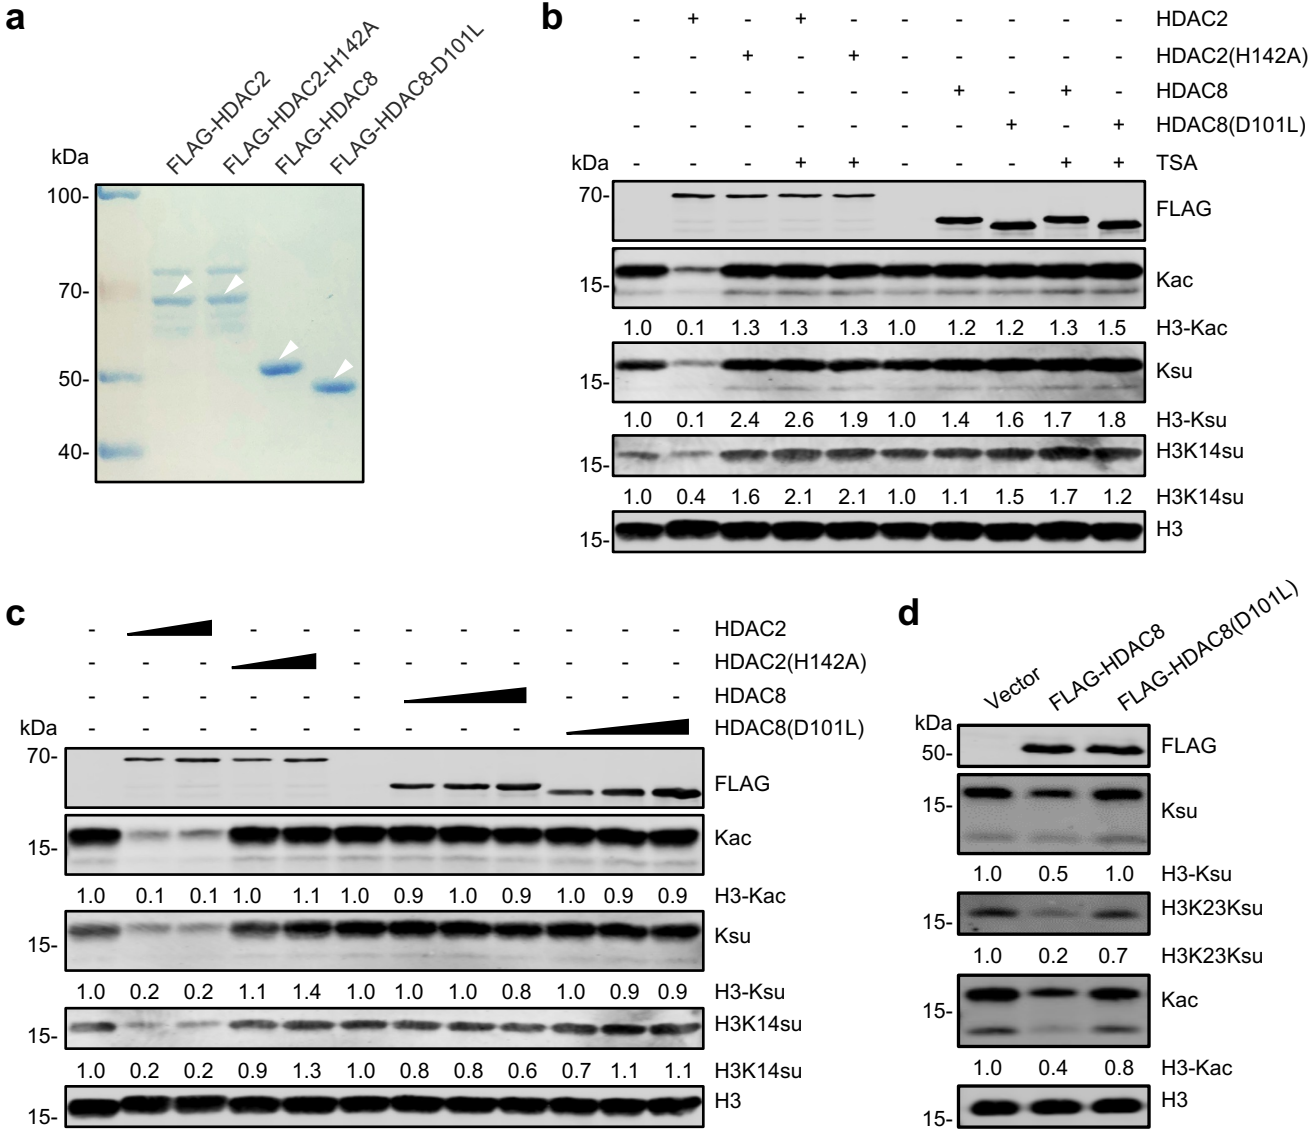 a
FLAG-HDAC2
FLAG-HDAC2-H142A
FLAG-HDAC8
FLAG-HDAC8-D101L
kDa
100-
70-
50-
40-
b
- + - + - - - - - - HDAC2
- - + - + - - - - - HDAC2(H142A)
- - - - - - + - + - HDAC8
- - - - - - - + - + HDAC8(D101L)
kDa - - - + + - - - + + TSA
70- FLAG
15- Kac
1.0 0.1 1.3 1.3 1.3 1.0 1.2 1.2 1.3 1.5 H3-Kac
15- Ksu
1.0 0.1 2.4 2.6 1.9 1.0 1.4 1.6 1.7 1.8 H3-Ksu
15- H3K14su
1.0 0.4 1.6 2.1 2.1 1.0 1.1 1.5 1.7 1.2 H3K14su
15- H3
c
- - - - - - - - - - HDAC2
- - - - - - - - - - HDAC2(H142A)
- - - - - - - - - HDAC8
kDa - - - - - - - - - HDAC8(D101L)
70- FLAG
15- Kac
1.0 0.1 0.1 1.0 1.1 1.0 0.9 1.0 0.9 1.0 0.9 0.9 H3-Kac
15- Ksu
1.0 0.2 0.2 1.1 1.4 1.0 1.0 1.0 0.8 1.0 0.9 0.9 H3-Ksu
15- H3K14su
1.0 0.2 0.2 0.9 1.3 1.0 0.8 0.8 0.6 0.7 1.1 1.1 H3K14su
15- H3
d
Vector
FLAG-HDAC8
FLAG-HDAC8(D101L)
kDa
50- FLAG
15- Ksu
1.0 0.5 1.0 H3-Ksu
15- H3K23Ksu
1.0 0.2 0.7 H3K23Ksu
15- Kac
1.0 0.4 0.8 H3-Kac
15- H3